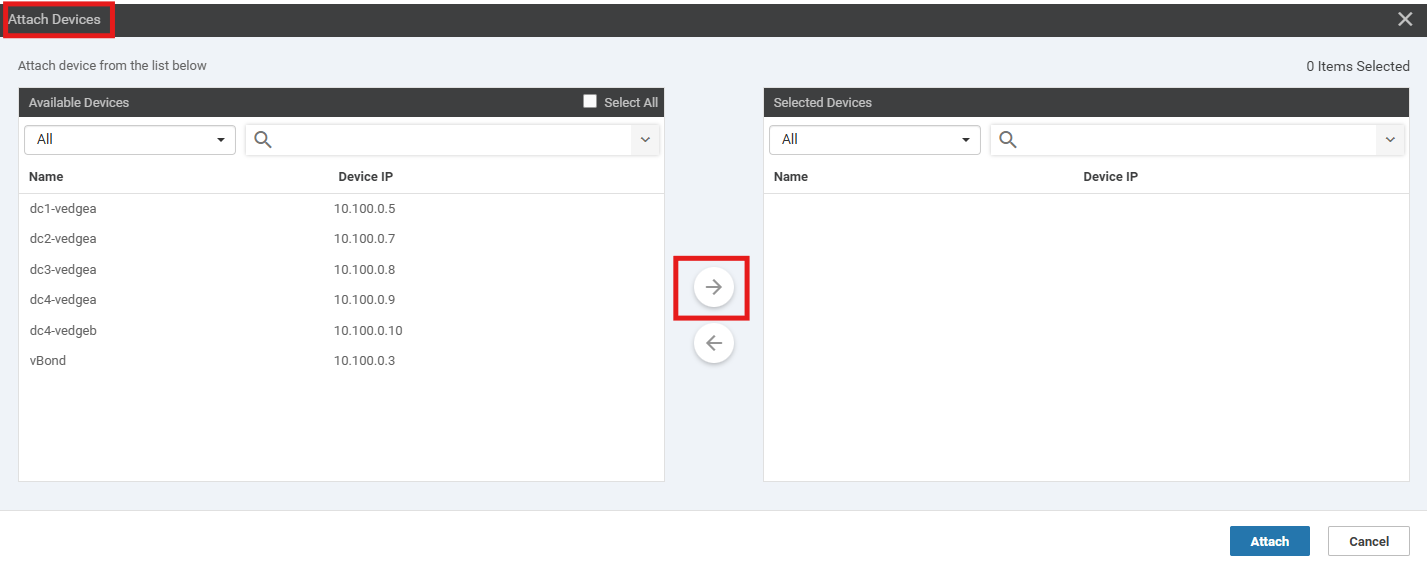 Attach Devices
Attach device from the list below
0 Items Selected
Available Devices
Select All
All
Name Device IP
dc1-vedgea 10.100.0.5
dc2-vedgea 10.100.0.7
dc3-vedgea 10.100.0.8
dc4-vedgea 10.100.0.9
dc4-vedgeb 10.100.0.10
vBond 10.100.0.3
Selected Devices
All
Name Device IP
Attach
Cancel